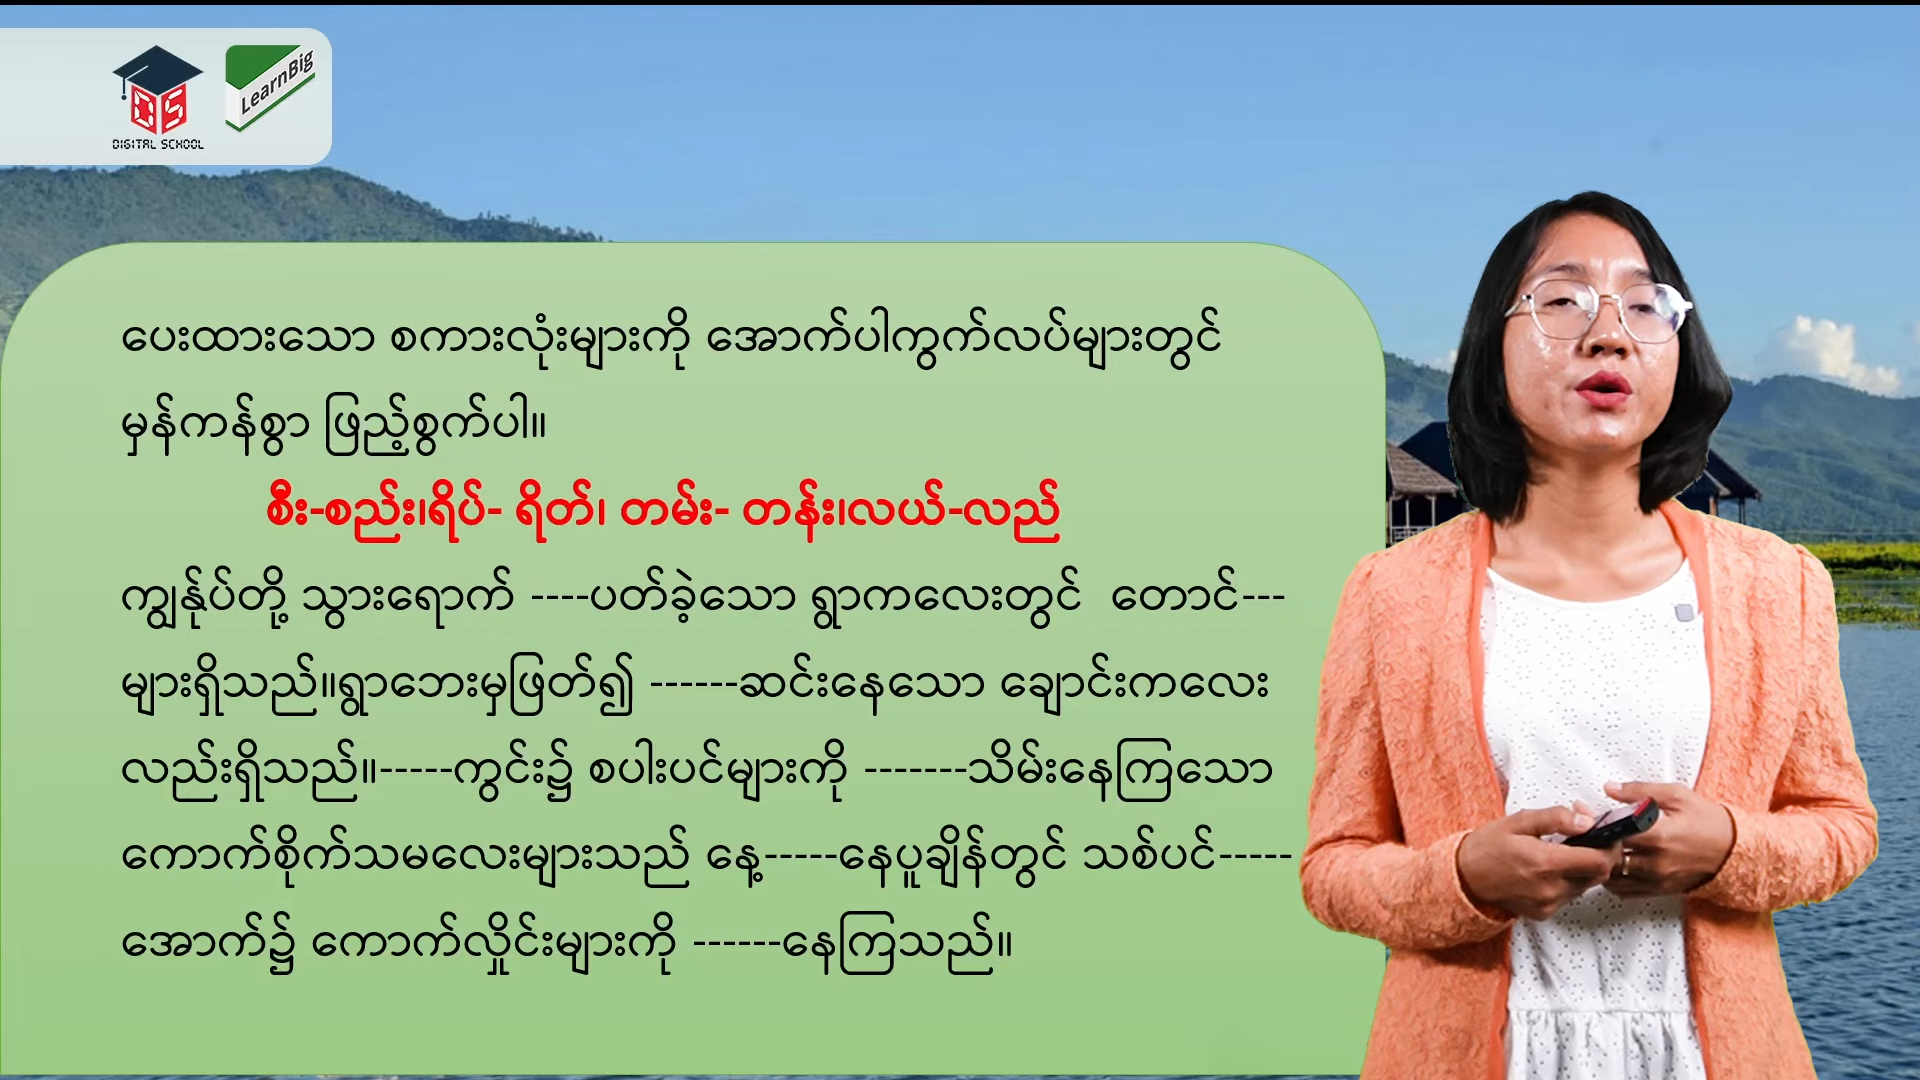 DIGITAL SCHOOL
LearnBig
ပေးထားသော စကားလုံးများကို အောက်ပါကွက်လပ်များတွင်
မှန်ကန်စွာ ဖြည့်စွက်ပါ။
စီး-စည်း၊ရိပ်- ရိတ်၊ တမ်း- တန်း၊လယ်-လည်
ကျွန်ုပ်တို့ သွားရောက် ----ပတ်ခဲ့သော ရွာကလေးတွင် တောင်---
များရှိသည်။ရွာဘေးမှဖြတ်၍ ------ဆင်းနေသော ချောင်းကလေး
လည်းရှိသည်။-----ကွင်း၌ စပါးပင်များကို -------သိမ်းနေကြသော
ကောက်စိုက်သမလေးများသည် နေ့-----နေပူချိန်တွင် သစ်ပင်-----
အောက်၌ ကောက်လှိုင်းများကို ------နေကြသည်။